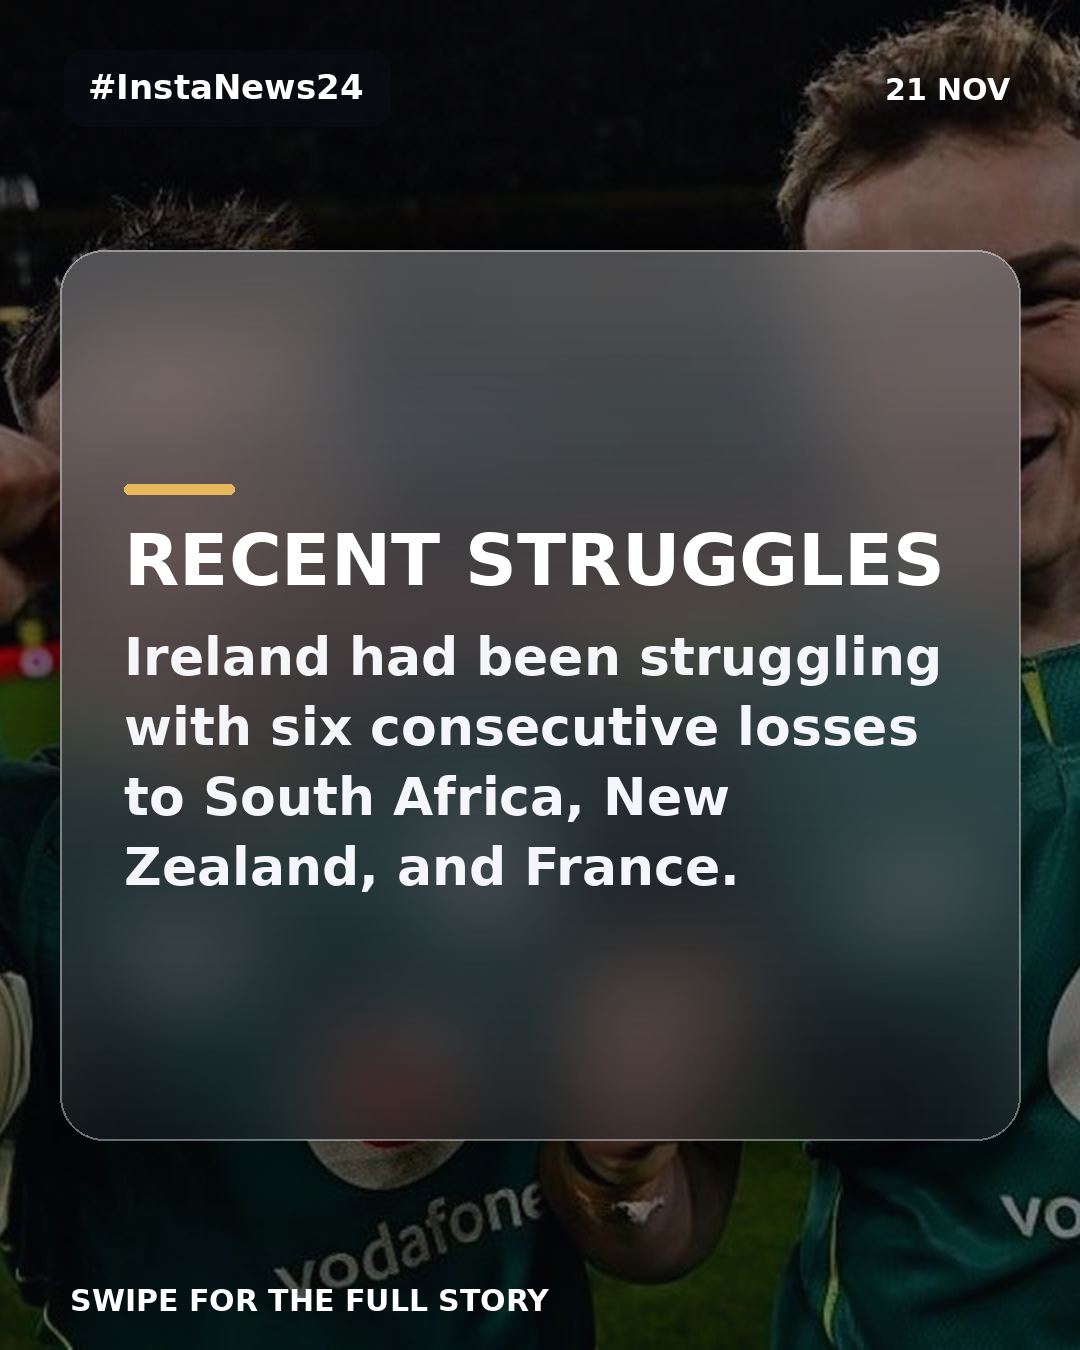 #InstaNews24
21 NOV
RECENT STRUGGLES
Ireland had been struggling
with six consecutive losses
to South Africa, New
Zealand, and France.
vodafone
vo
SWIPE FOR THE FULL STORY